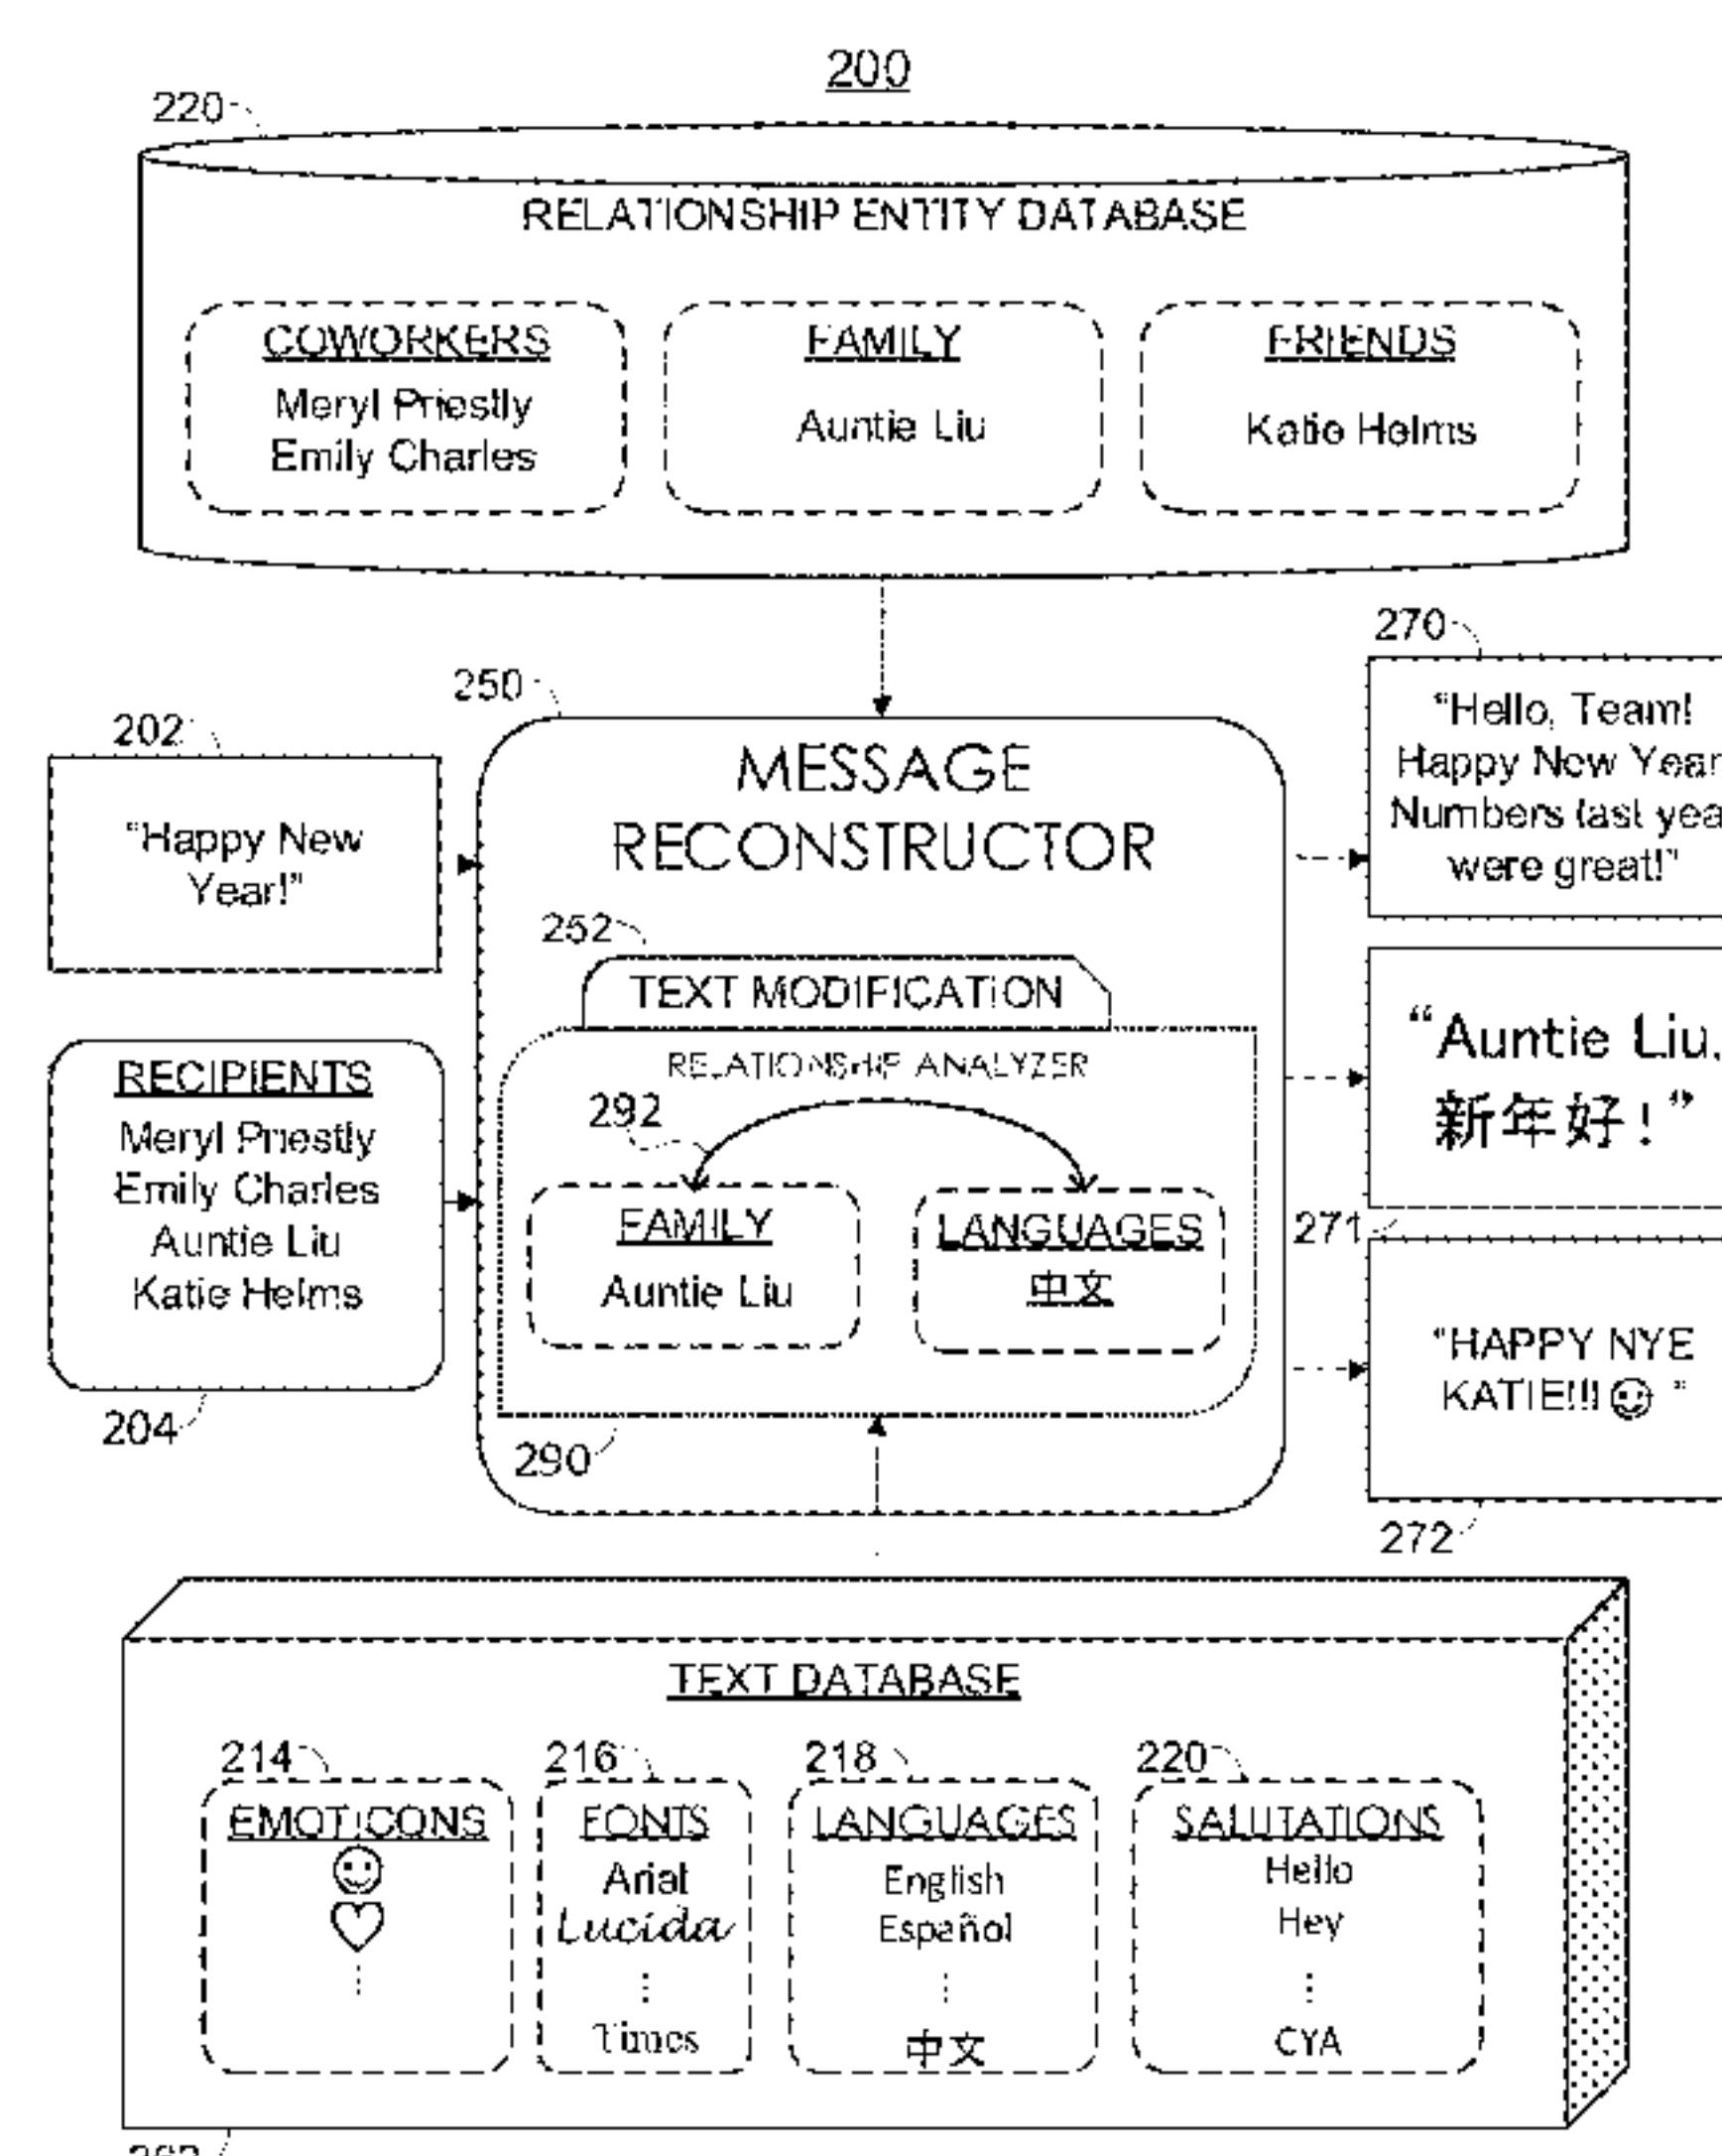 200
220
RELATIONSHIP ENTITY DATABASE
COWORKERS
Meryl Priestly
Emily Charles
FAMILY
Auntie Liu
FRIENDS
Katie Helms
202
“Happy New
Year!”
RECIPIENTS
Meryl Priestly
Emily Charles
Auntie Liu
Katie Helms
204
250
MESSAGE
RECONSTRUCTOR
252
TEXT MODIFICATION
RELATIONSHIP ANALYZER
292
FAMILY
Auntie Liu
LANGUAGES
中文
290
270
“Hello, Team!
Happy New Year
Numbers last yea
were great!”
“Auntie Liu,
新年好!”
271
“HAPPY NYE
KATIE!!!☺ ”
272
TEXT DATABASE
214
EMOTICONS
☺
♡
⋮
216
FONTS
Arial
Lucida
⋮
Times
218
LANGUAGES
English
Español
⋮
中文
220
SALUTATIONS
Hello
Hey
⋮
CYA